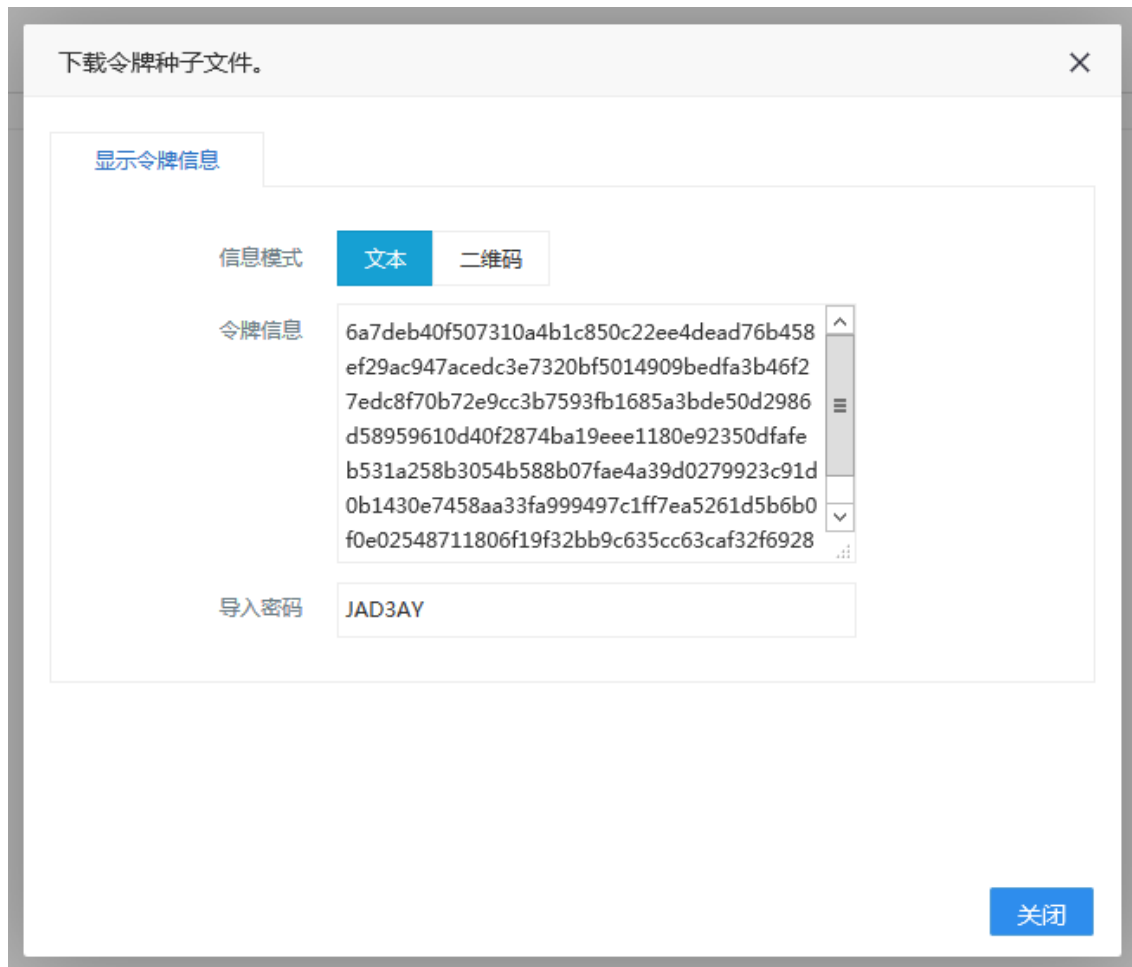 下载令牌种子文件。
显示令牌信息
信息模式 文本 二维码
令牌信息
6a7deb40f507310a4b1c850c22ee4dead76b458
ef29ac947acedc3e7320bf5014909bedfa3b46f2
7edc8f70b72e9cc3b7593fb1685a3bde50d2986
d58959610d40f2874ba19eee1180e92350dfafe
b531a258b3054b588b07fae4a39d0279923c91d
0b1430e7458aa33fa999497c1ff7ea5261d5b6b0
f0e02548711806f19f32bb9c635cc63caf32f6928
导入密码 JAD3AY
关闭